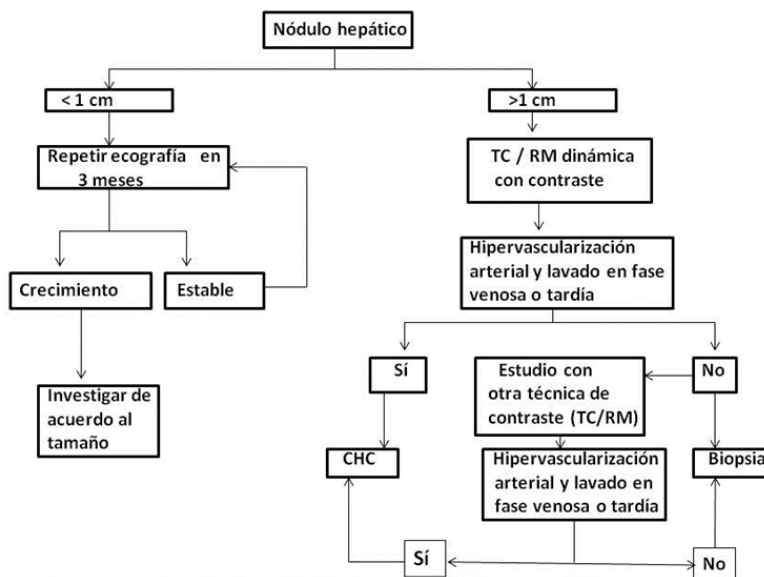 Nódulo hepático
< 1 cm
>1 cm
Repetir ecografía en
3 meses
TC / RM dinámica
con contraste
Hipervascularización
arterial y lavado en fase
venosa o tardía
Crecimiento
Estable
Sí
Estudio con
otra técnica de
contraste (TC/RM)
No
Investigar de
acuerdo al
tamaño
CHC
Hipervascularización
arterial y lavado en
fase venosa o tardía
Biopsia
Sí
No